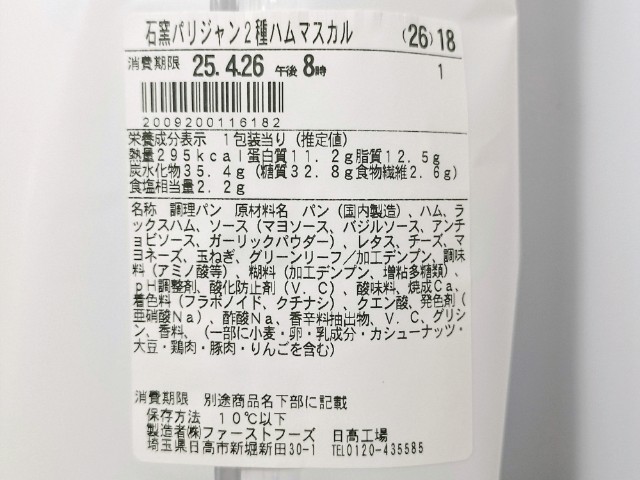 石窯パリジャン2種ハムマスカル (26)18
消費期限 25.4.26 午後8時 1
2009200116182
栄養成分表示 1包装当り(推定値)
熱量295kcal蛋白質11.2g脂質12.5g
炭水化物35.4g(糖質32.8g食物繊維2.6g)
食塩相当量2.2g
名称 調理パン 原材料名 パン(国内製造)、ハム、ラ
ックスハム、ソース(マヨソース、バジルソース、アンチ
ョビソース、ガーリックパウダー)、レタス、チーズ、マ
ヨネーズ、玉ねぎ、グリーンリーフ/加工デンプン、調味
料(アミノ酸等)、糊料(加工デンプン、増粘多糖類)、
pH調整剤、酸化防止剤(V.C)、酸味料、焼成Ca、
着色料(フラボノイド、クチナシ)、クエン酸、発色剤(
亜硝酸Na)、酢酸Na、香辛料抽出物、V.C、グリシ
ン、香料、(一部に小麦・卵・乳成分・カシューナッツ・
大豆・鶏肉・豚肉・りんごを含む)
消費期限 別途商品名下部に記載
保存方法 10℃以下
製造者㈱ファーストフーズ 日高工場
埼玉県日高市新堀新田30-1 TEL0120-435585